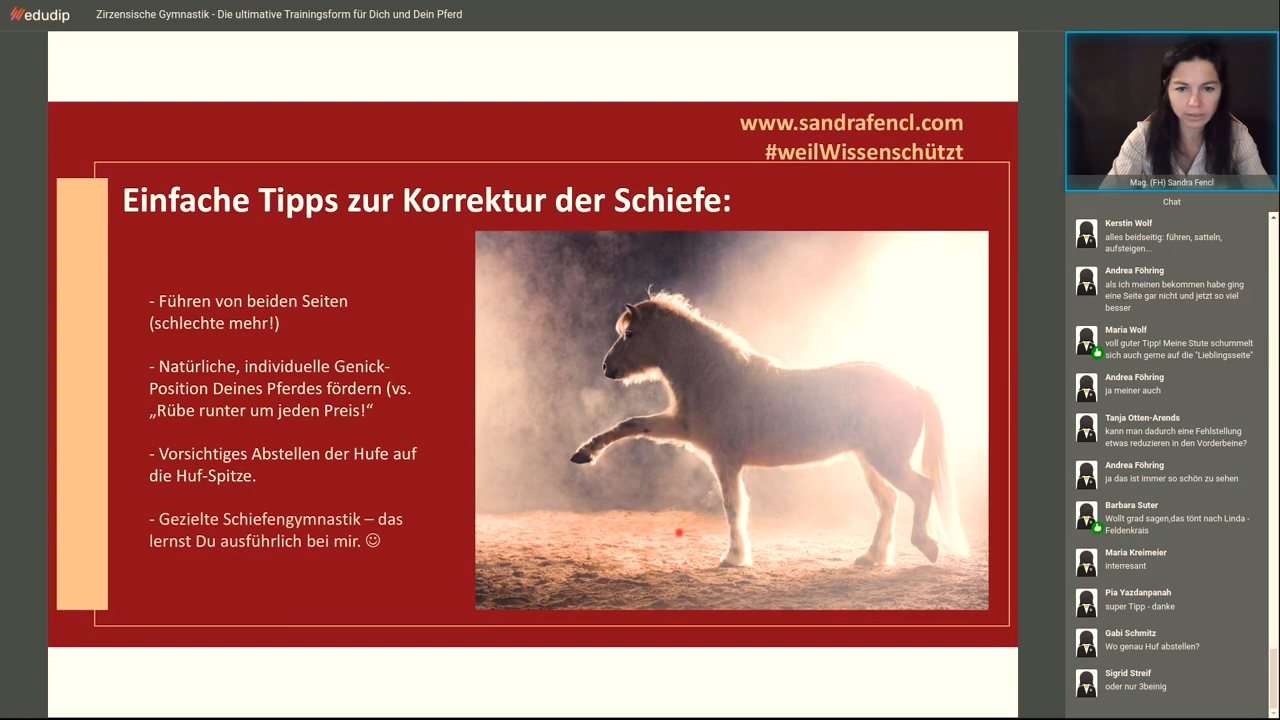 edudip
Zirzensische Gymnastik - Die ultimative Trainingsform für Dich und Dein Pferd
www.sandrafencl.com
#weilWissenschützt
Einfache Tipps zur Korrektur der Schiefe:
- Führen von beiden Seiten
(schlechte mehr!)
- Natürliche, individuelle Genick-
Position Deines Pferdes fördern (vs.
„Rübe runter um jeden Preis!“
- Vorsichtiges Abstellen der Hufe auf
die Huf-Spitze.
- Gezielte Schiefengymnastik – das
lernst Du ausführlich bei mir. ☺
Mag. (FH) Sandra Fencl
Chat
Kerstin Wolf
alles beidseitig: führen, satteln,
aufsteigen...
Andrea Föhring
als ich meinen bekommen habe ging
eine Seite gar nicht und jetzt so viel
besser
Maria Wolf
voll guter Tipp! Meine Stute schummelt
sich auch gerne auf die "Lieblingsseite"
Andrea Föhring
ja meiner auch
Tanja Otten-Arends
kann man dadurch eine Fehlstellung
etwas reduzieren in den Vorderbeine?
Andrea Föhring
ja das ist immer so schön zu sehen
Barbara Suter
Wollt grad sagen,das tönt nach Linda -
Feldenkrais
Maria Kreimeier
interresant
Pia Yazdanpanah
super Tipp - danke
Gabi Schmitz
Wo genau Huf abstellen?
Sigrid Streif
oder nur 3beinig